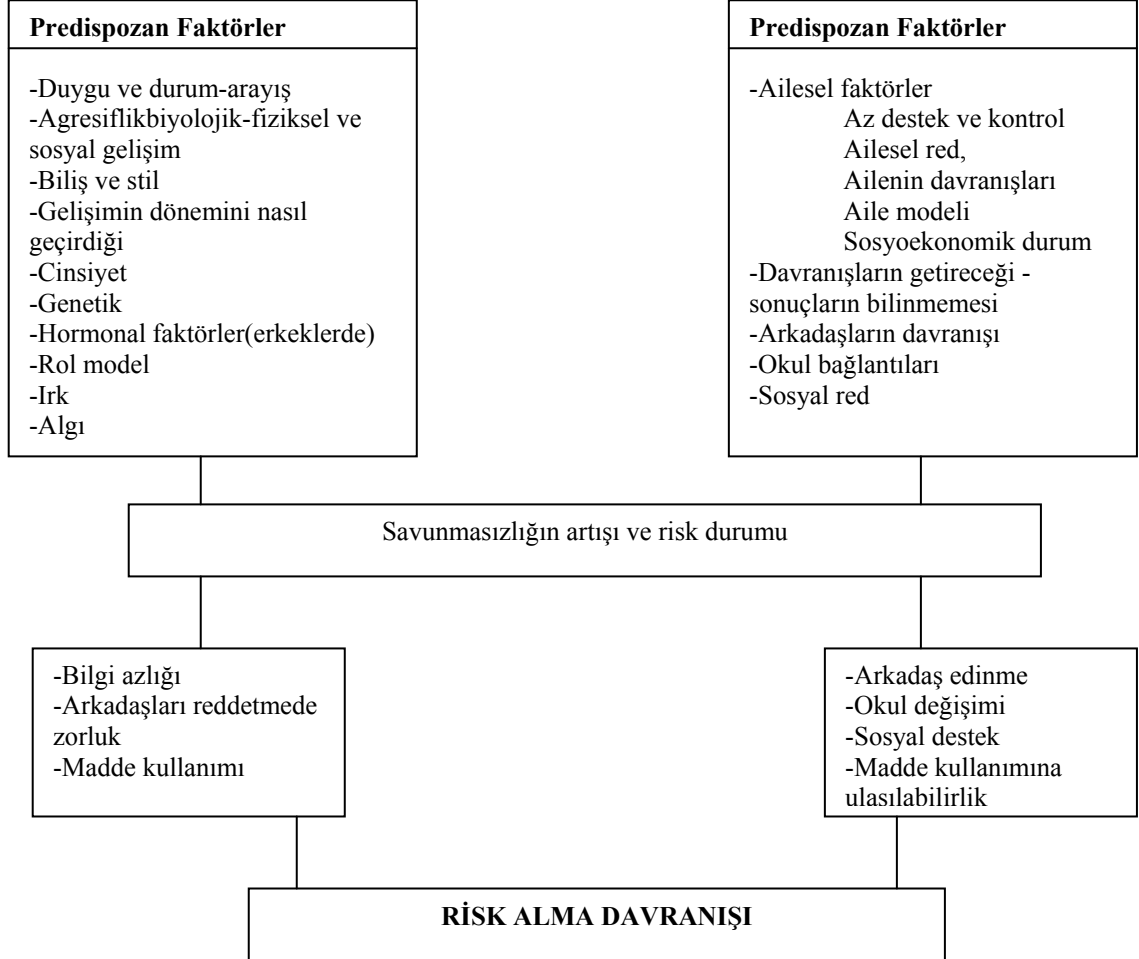 Predispozan Faktörler
-Duygu ve durum-arayış
-Agresiflikbiyolojik-fiziksel ve
sosyal gelişim
-Biliş ve stil
-Gelişimin dönemini nasıl
geçirdiği
-Cinsiyet
-Genetik
-Hormonal faktörler(erkeklerde)
-Rol model
-Irk
-Algı
Predispozan Faktörler
-Ailesel faktörler
Az destek ve kontrol
Ailesel red,
Ailenin davranışları
Aile modeli
Sosyoekonomik durum
-Davranışların getireceği -
sonuçların bilinmemesi
-Arkadaşların davranışı
-Okul bağlantıları
-Sosyal red
Savunmasızlığın artışı ve risk durumu
-Bilgi azlığı
-Arkadaşları reddetmede
zorluk
-Madde kullanımı
-Arkadaş edinme
-Okul değişimi
-Sosyal destek
-Madde kullanımına
ulasılabilirlik
RİSK ALMA DAVRANIŞI